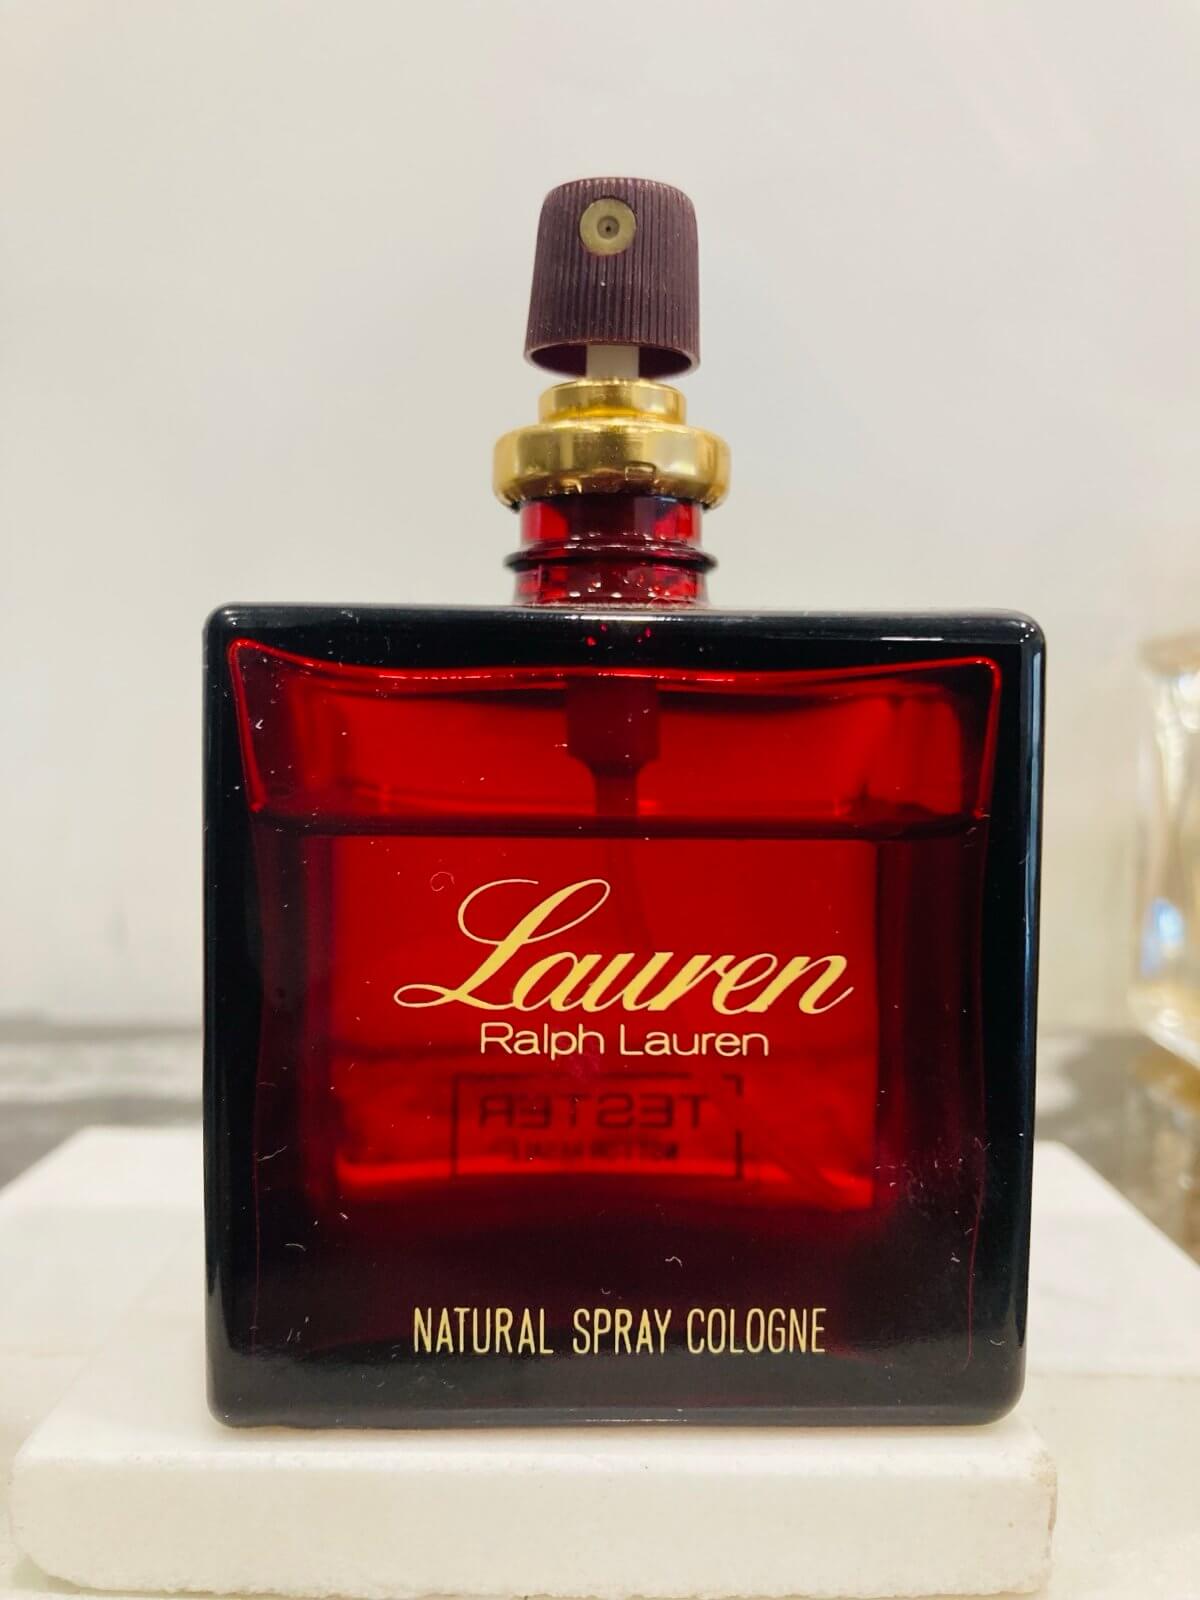 Lauren
Ralph Lauren
TESTER
NATURAL SPRAY COLOGNE